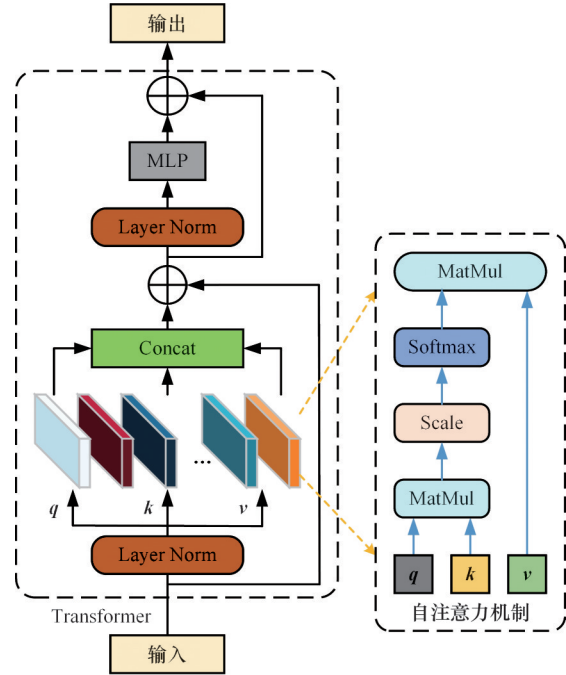 输出
MLP
Layer Norm
Concat
...
q k v
Layer Norm
Transformer
输入
MatMul
Softmax
Scale
MatMul
q k v
自注意力机制